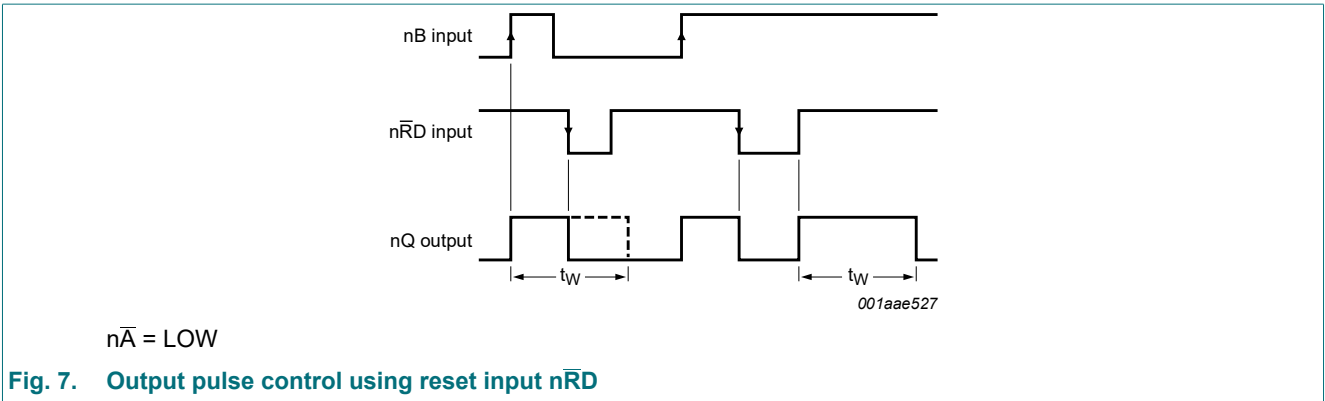 nB input
nR̅D input
nQ output
tW
tW
001aae527
nA̅ = LOW
Fig. 7. Output pulse control using reset input nR̅D